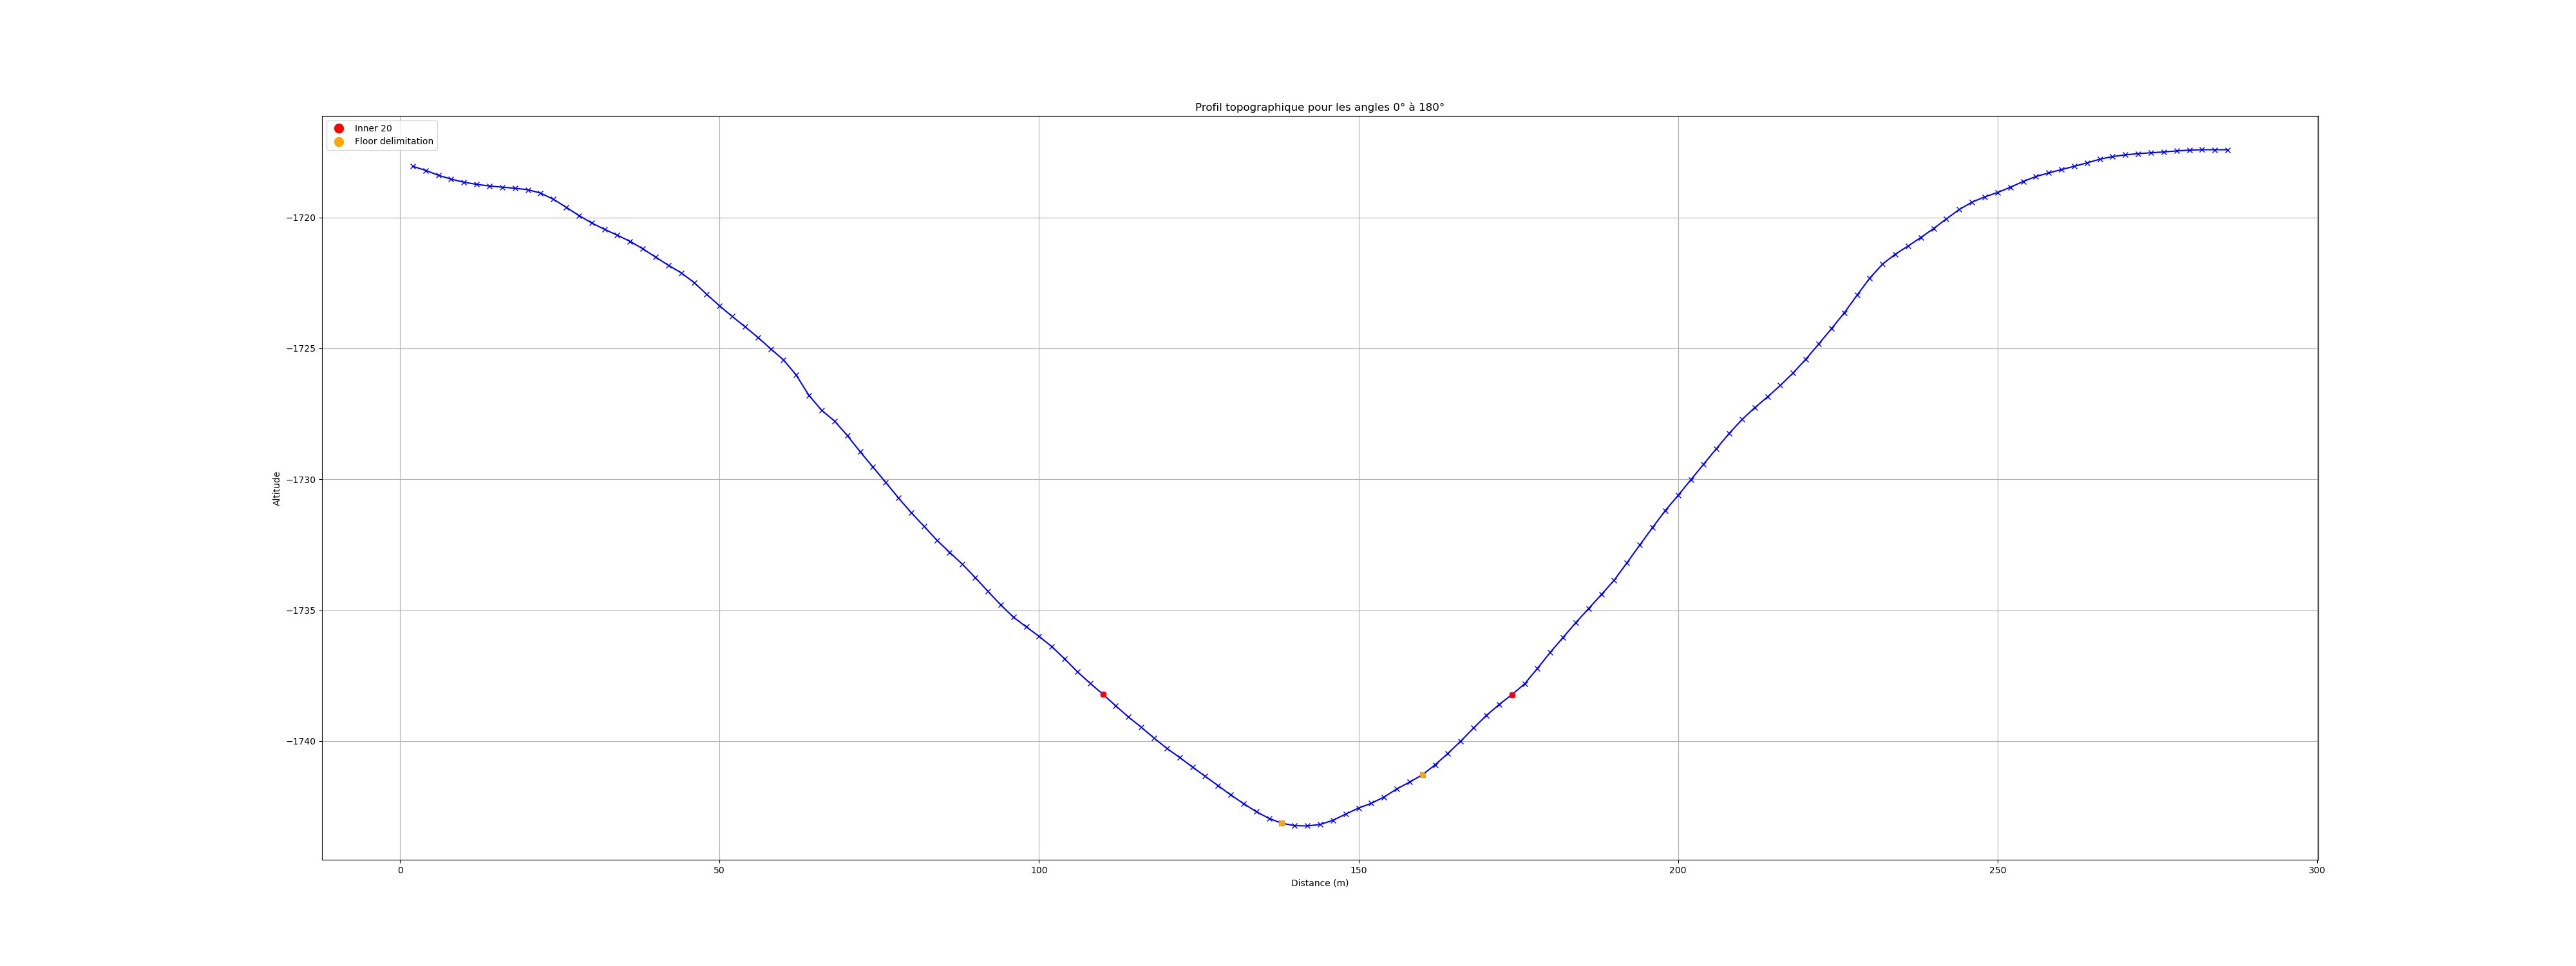 Profil topographique pour les angles 0° à 180°
Inner 20
Floor delimitation
Altitude
−1720
−1725
−1730
−1735
−1740
0 50 100 150 200 250 300
Distance (m)